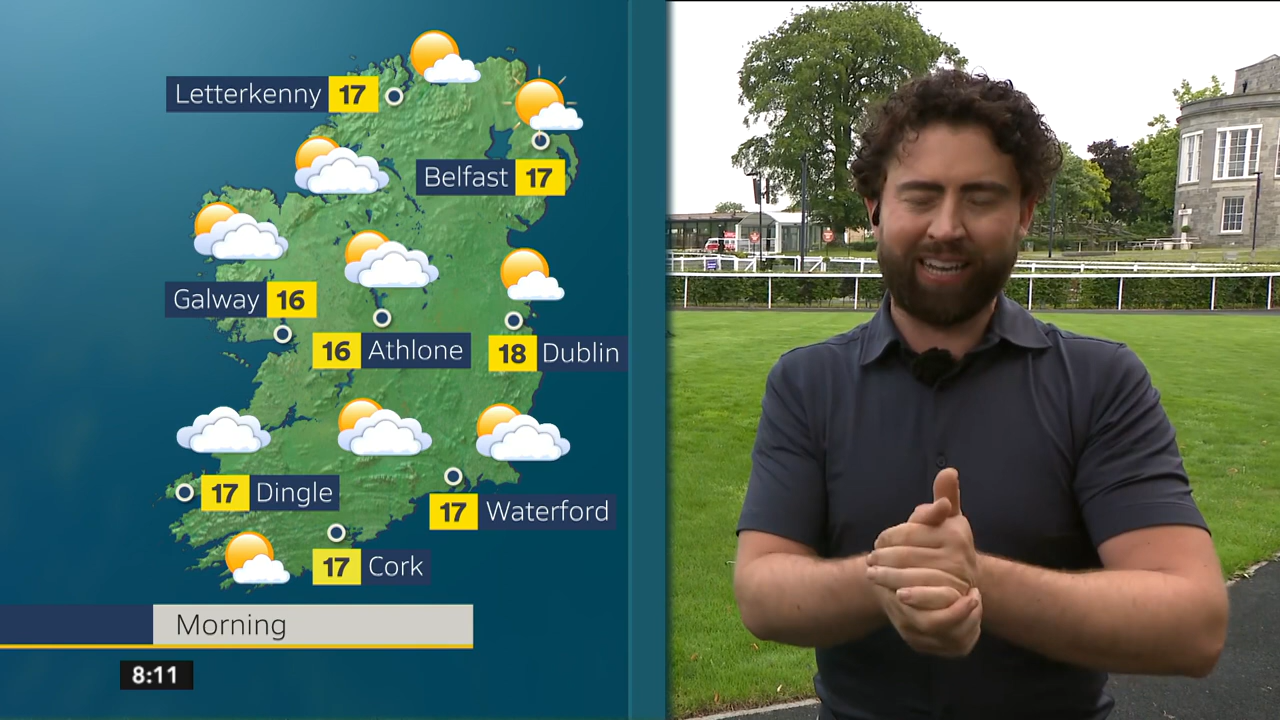 Letterkenny 17
Belfast 17
Galway 16
16 Athlone
18 Dublin
17 Dingle
17 Waterford
17 Cork
Morning
8:11